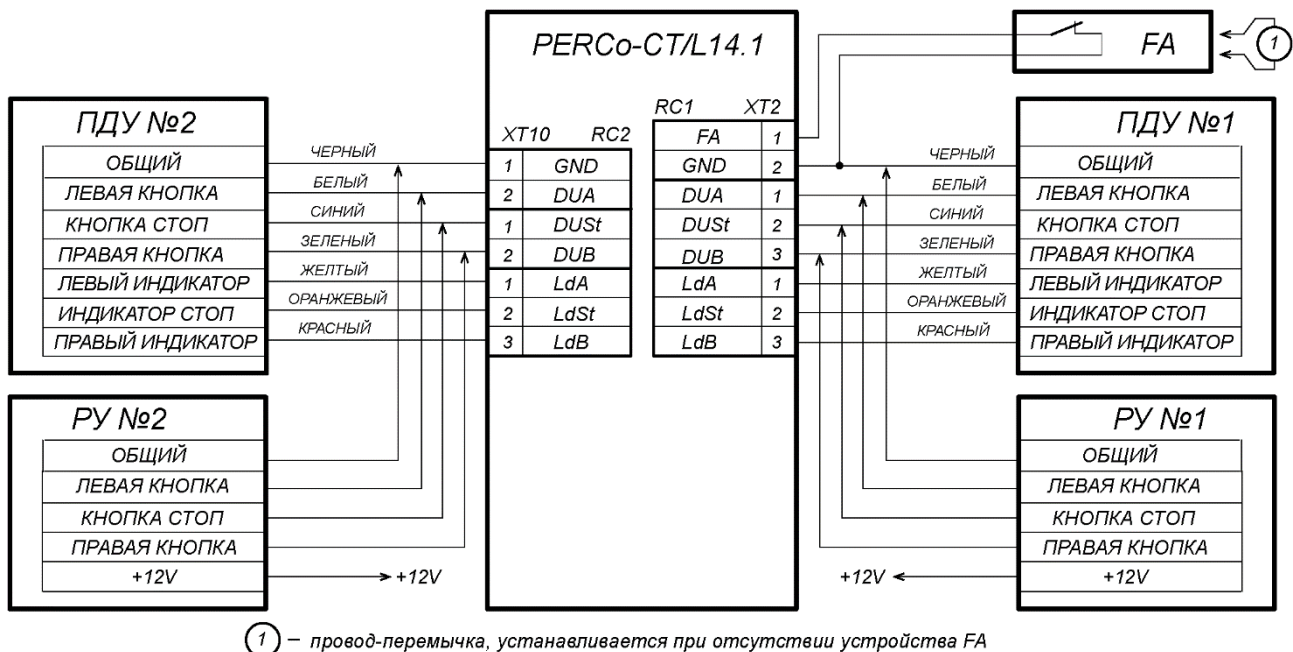 PERCo-CT/L14.1
FA
1
ПДУ №2
ОБЩИЙ
ЛЕВАЯ КНОПКА
КНОПКА СТОП
ПРАВАЯ КНОПКА
ЛЕВЫЙ ИНДИКАТОР
ИНДИКАТОР СТОП
ПРАВЫЙ ИНДИКАТОР
ЧЕРНЫЙ
БЕЛЫЙ
СИНИЙ
ЗЕЛЕНЫЙ
ЖЕЛТЫЙ
ОРАНЖЕВЫЙ
КРАСНЫЙ
XT10 RC2
1 GND
2 DUA
1 DUSt
2 DUB
1 LdA
2 LdSt
3 LdB
RC1 XT2
FA 1
GND 2
DUA 1
DUSt 2
DUB 3
LdA 1
LdSt 2
LdB 3
ЧЕРНЫЙ
БЕЛЫЙ
СИНИЙ
ЗЕЛЕНЫЙ
ЖЕЛТЫЙ
ОРАНЖЕВЫЙ
КРАСНЫЙ
ПДУ №1
ОБЩИЙ
ЛЕВАЯ КНОПКА
КНОПКА СТОП
ПРАВАЯ КНОПКА
ЛЕВЫЙ ИНДИКАТОР
ИНДИКАТОР СТОП
ПРАВЫЙ ИНДИКАТОР
РУ №2
ОБЩИЙ
ЛЕВАЯ КНОПКА
КНОПКА СТОП
ПРАВАЯ КНОПКА
+12V
+12V
РУ №1
ОБЩИЙ
ЛЕВАЯ КНОПКА
КНОПКА СТОП
ПРАВАЯ КНОПКА
+12V
+12V
1 – провод-перемычка, устанавливается при отсутствии устройства FA